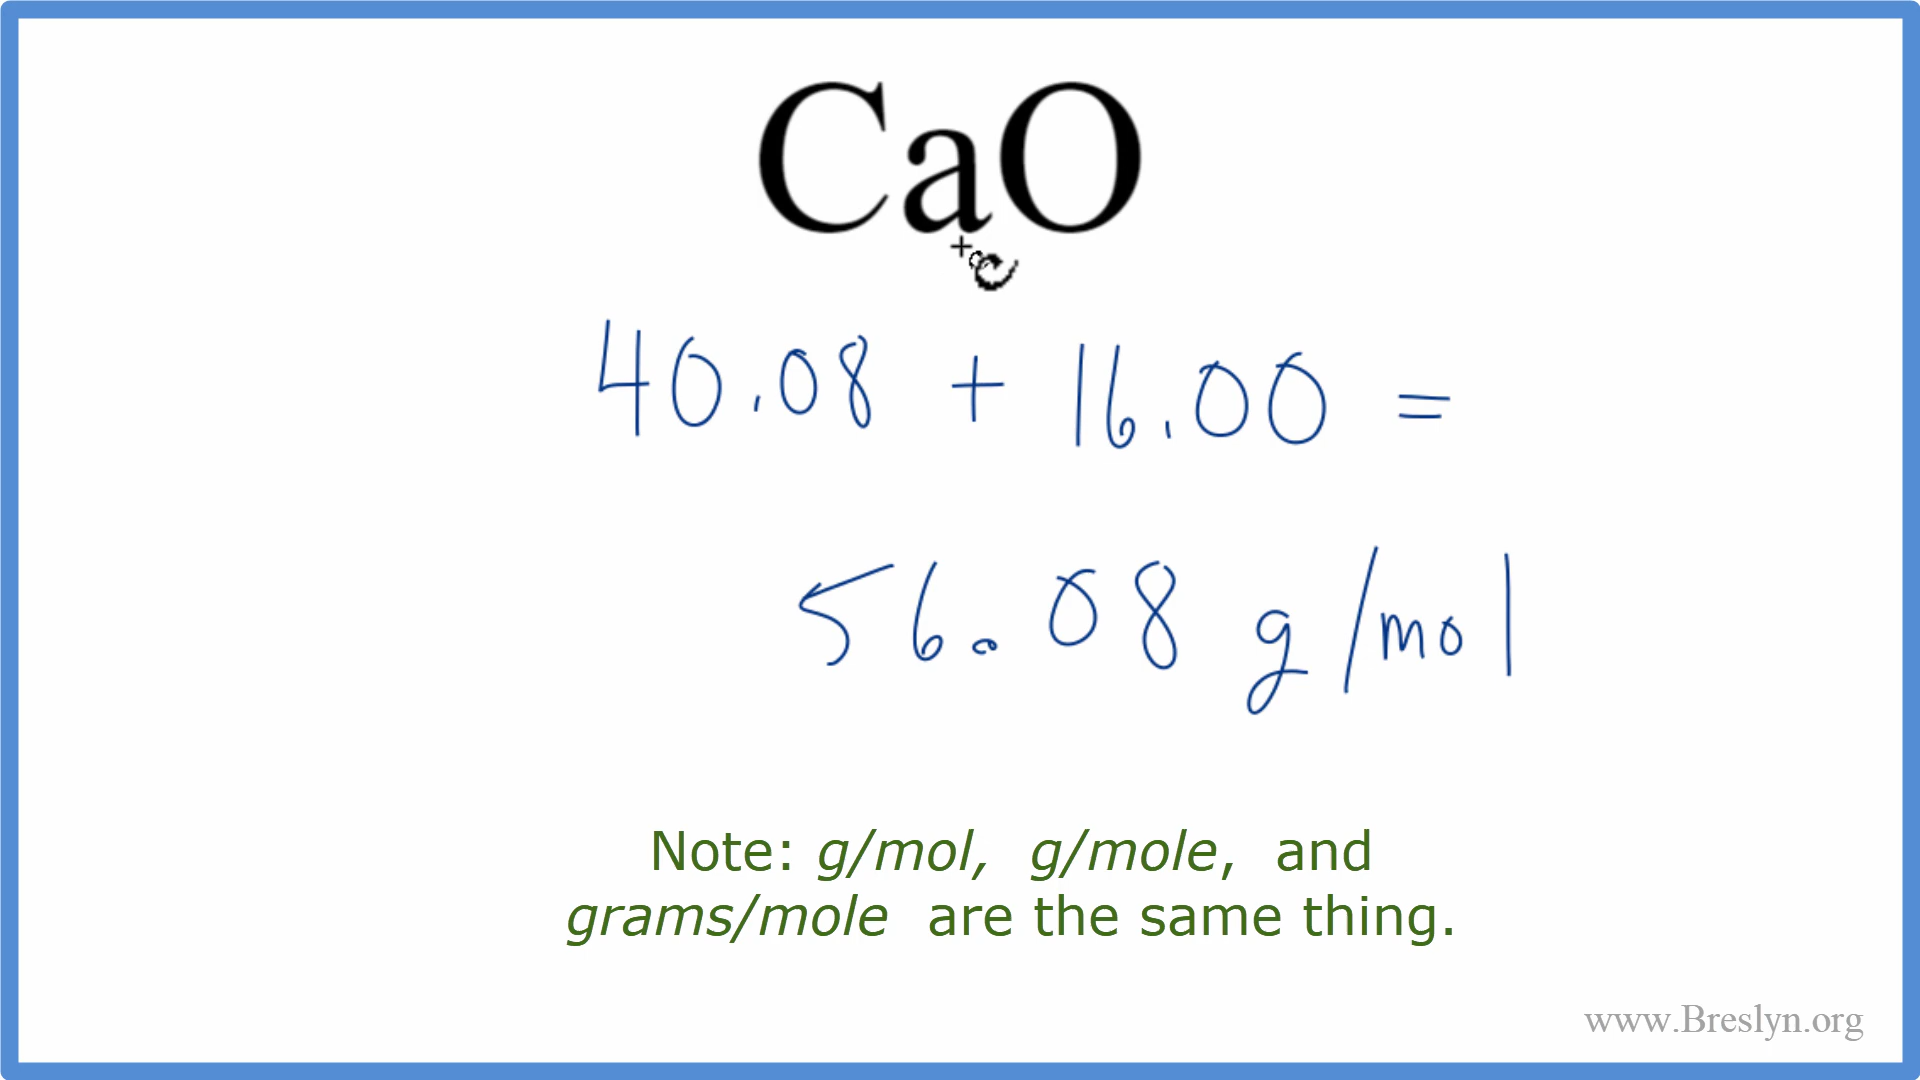 CaO
40.08 + 16.00 =
56.08 g/mol
Note: g/mol, g/mole, and
grams/mole are the same thing.
www.Breslyn.org